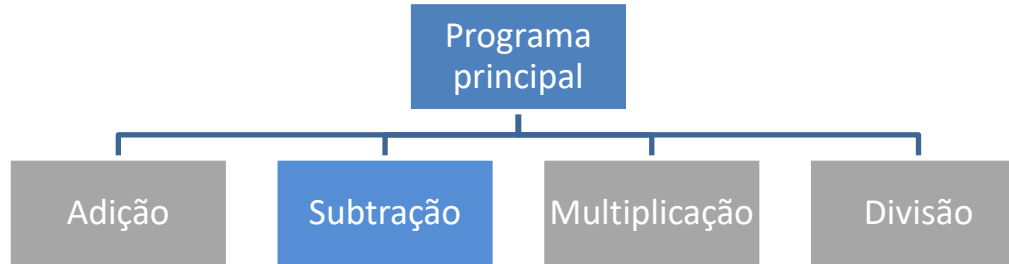 Programa
principal
Adição
Subtração
Multiplicação
Divisão